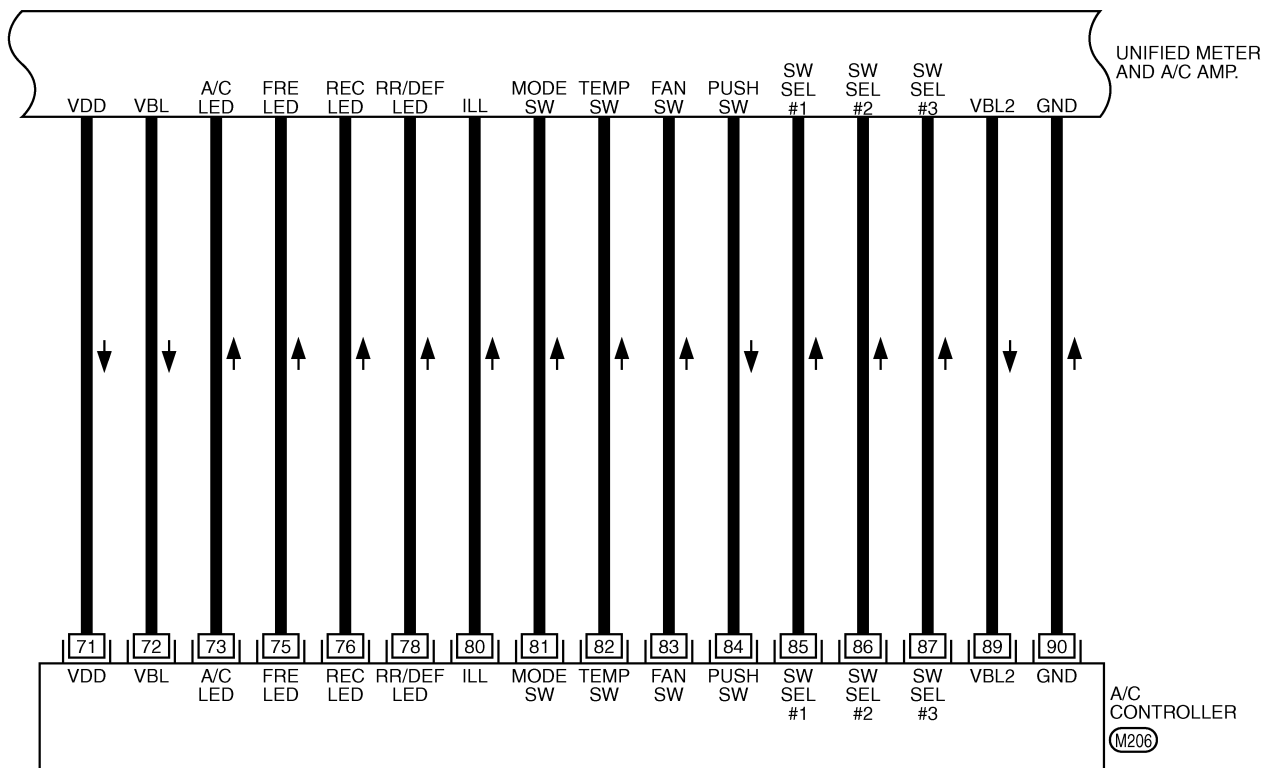 UNIFIED METER
AND A/C AMP.
VDD
VBL
A/C
LED
FRE
LED
REC
LED
RR/DEF
LED
ILL
MODE
SW
TEMP
SW
FAN
SW
PUSH
SW
SW
SEL
#1
SW
SEL
#2
SW
SEL
#3
VBL2
GND
71
72
73
75
76
78
80
81
82
83
84
85
86
87
89
90
VDD
VBL
A/C
LED
FRE
LED
REC
LED
RR/DEF
LED
ILL
MODE
SW
TEMP
SW
FAN
SW
PUSH
SW
SW
SEL
#1
SW
SEL
#2
SW
SEL
#3
VBL2
GND
A/C
CONTROLLER
M206